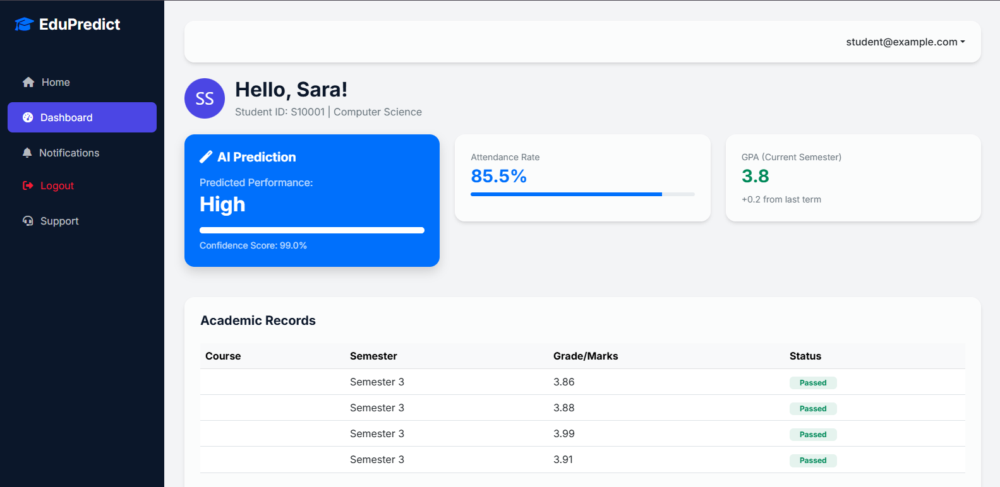 EduPredict
Home
Dashboard
Notifications
Logout
Support
student@example.com
SS
Hello, Sara!
Student ID: S10001 | Computer Science
AI Prediction
Predicted Performance:
High
Confidence Score: 99.0%
Attendance Rate
85.5%
GPA (Current Semester)
3.8
+0.2 from last term
Academic Records
Course Semester Grade/Marks Status
Semester 3 3.86 Passed
Semester 3 3.88 Passed
Semester 3 3.99 Passed
Semester 3 3.91 Passed